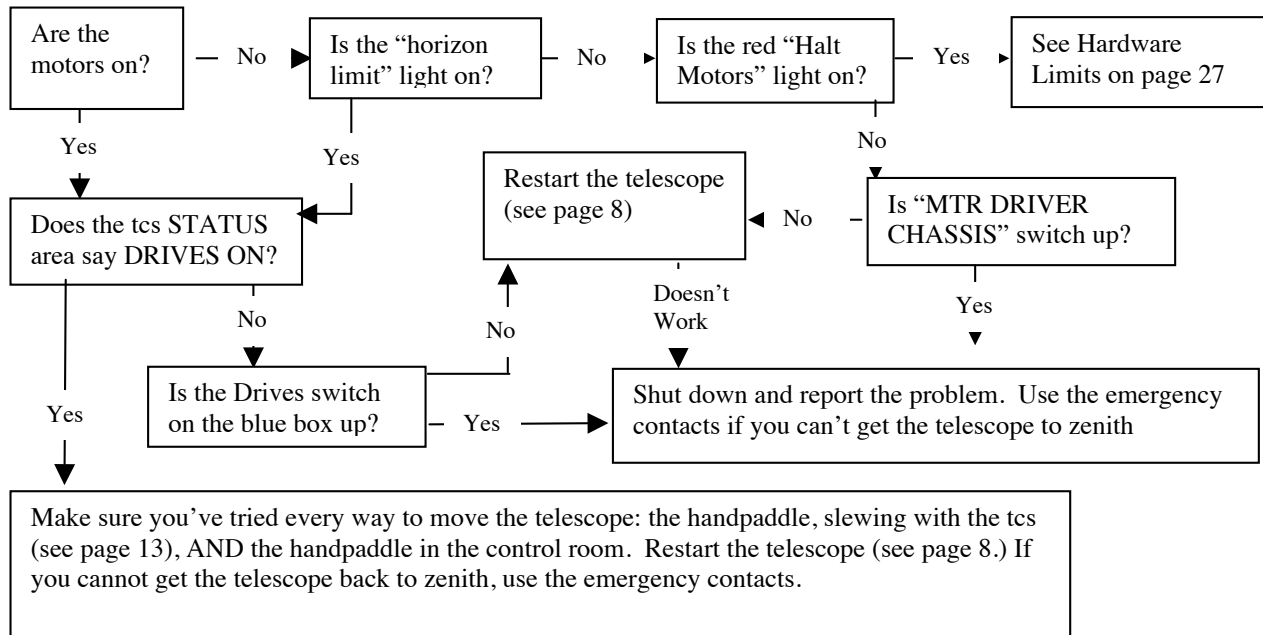 Are the
motors on?
No
Is the “horizon
limit” light on?
No
Is the red “Halt
Motors” light on?
Yes
See Hardware
Limits on page 27
Yes
Yes
No
Does the tcs STATUS
area say DRIVES ON?
Restart the telescope
(see page 8)
No
Is “MTR DRIVER
CHASSIS” switch up?
No
No
Doesn’t
Work
Yes
Yes
Is the Drives switch
on the blue box up?
Yes
Shut down and report the problem.  Use the emergency
contacts if you can’t get the telescope to zenith
Make sure you’ve tried every way to move the telescope: the handpaddle, slewing with the tcs
(see page 13), AND the handpaddle in the control room.  Restart the telescope (see page 8.) If
you cannot get the telescope back to zenith, use the emergency contacts.